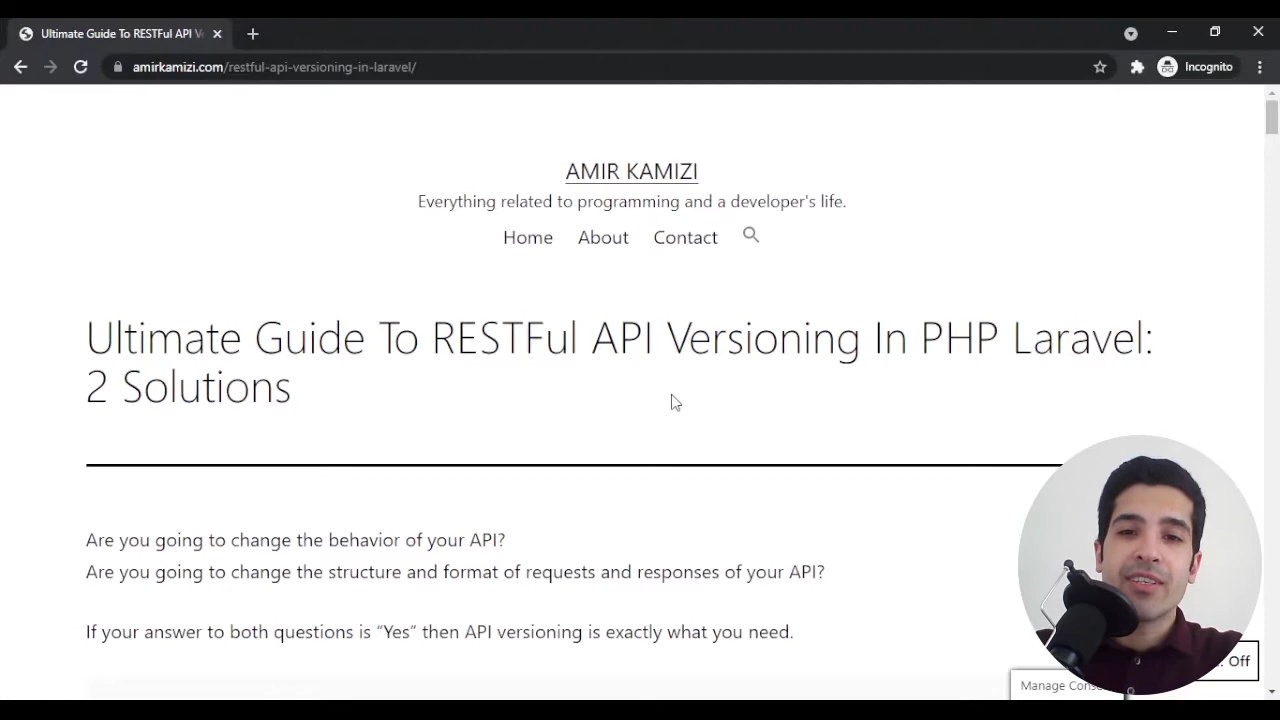 Ultimate Guide To RESTFul API V
amirkamizi.com/restful-api-versioning-in-laravel/
Incognito
AMIR KAMIZI
Everything related to programming and a developer's life.
Home About Contact
Ultimate Guide To RESTFul API Versioning In PHP Laravel:
2 Solutions
Are you going to change the behavior of your API?
Are you going to change the structure and format of requests and responses of your API?
If your answer to both questions is “Yes” then API versioning is exactly what you need.
: Off
Manage